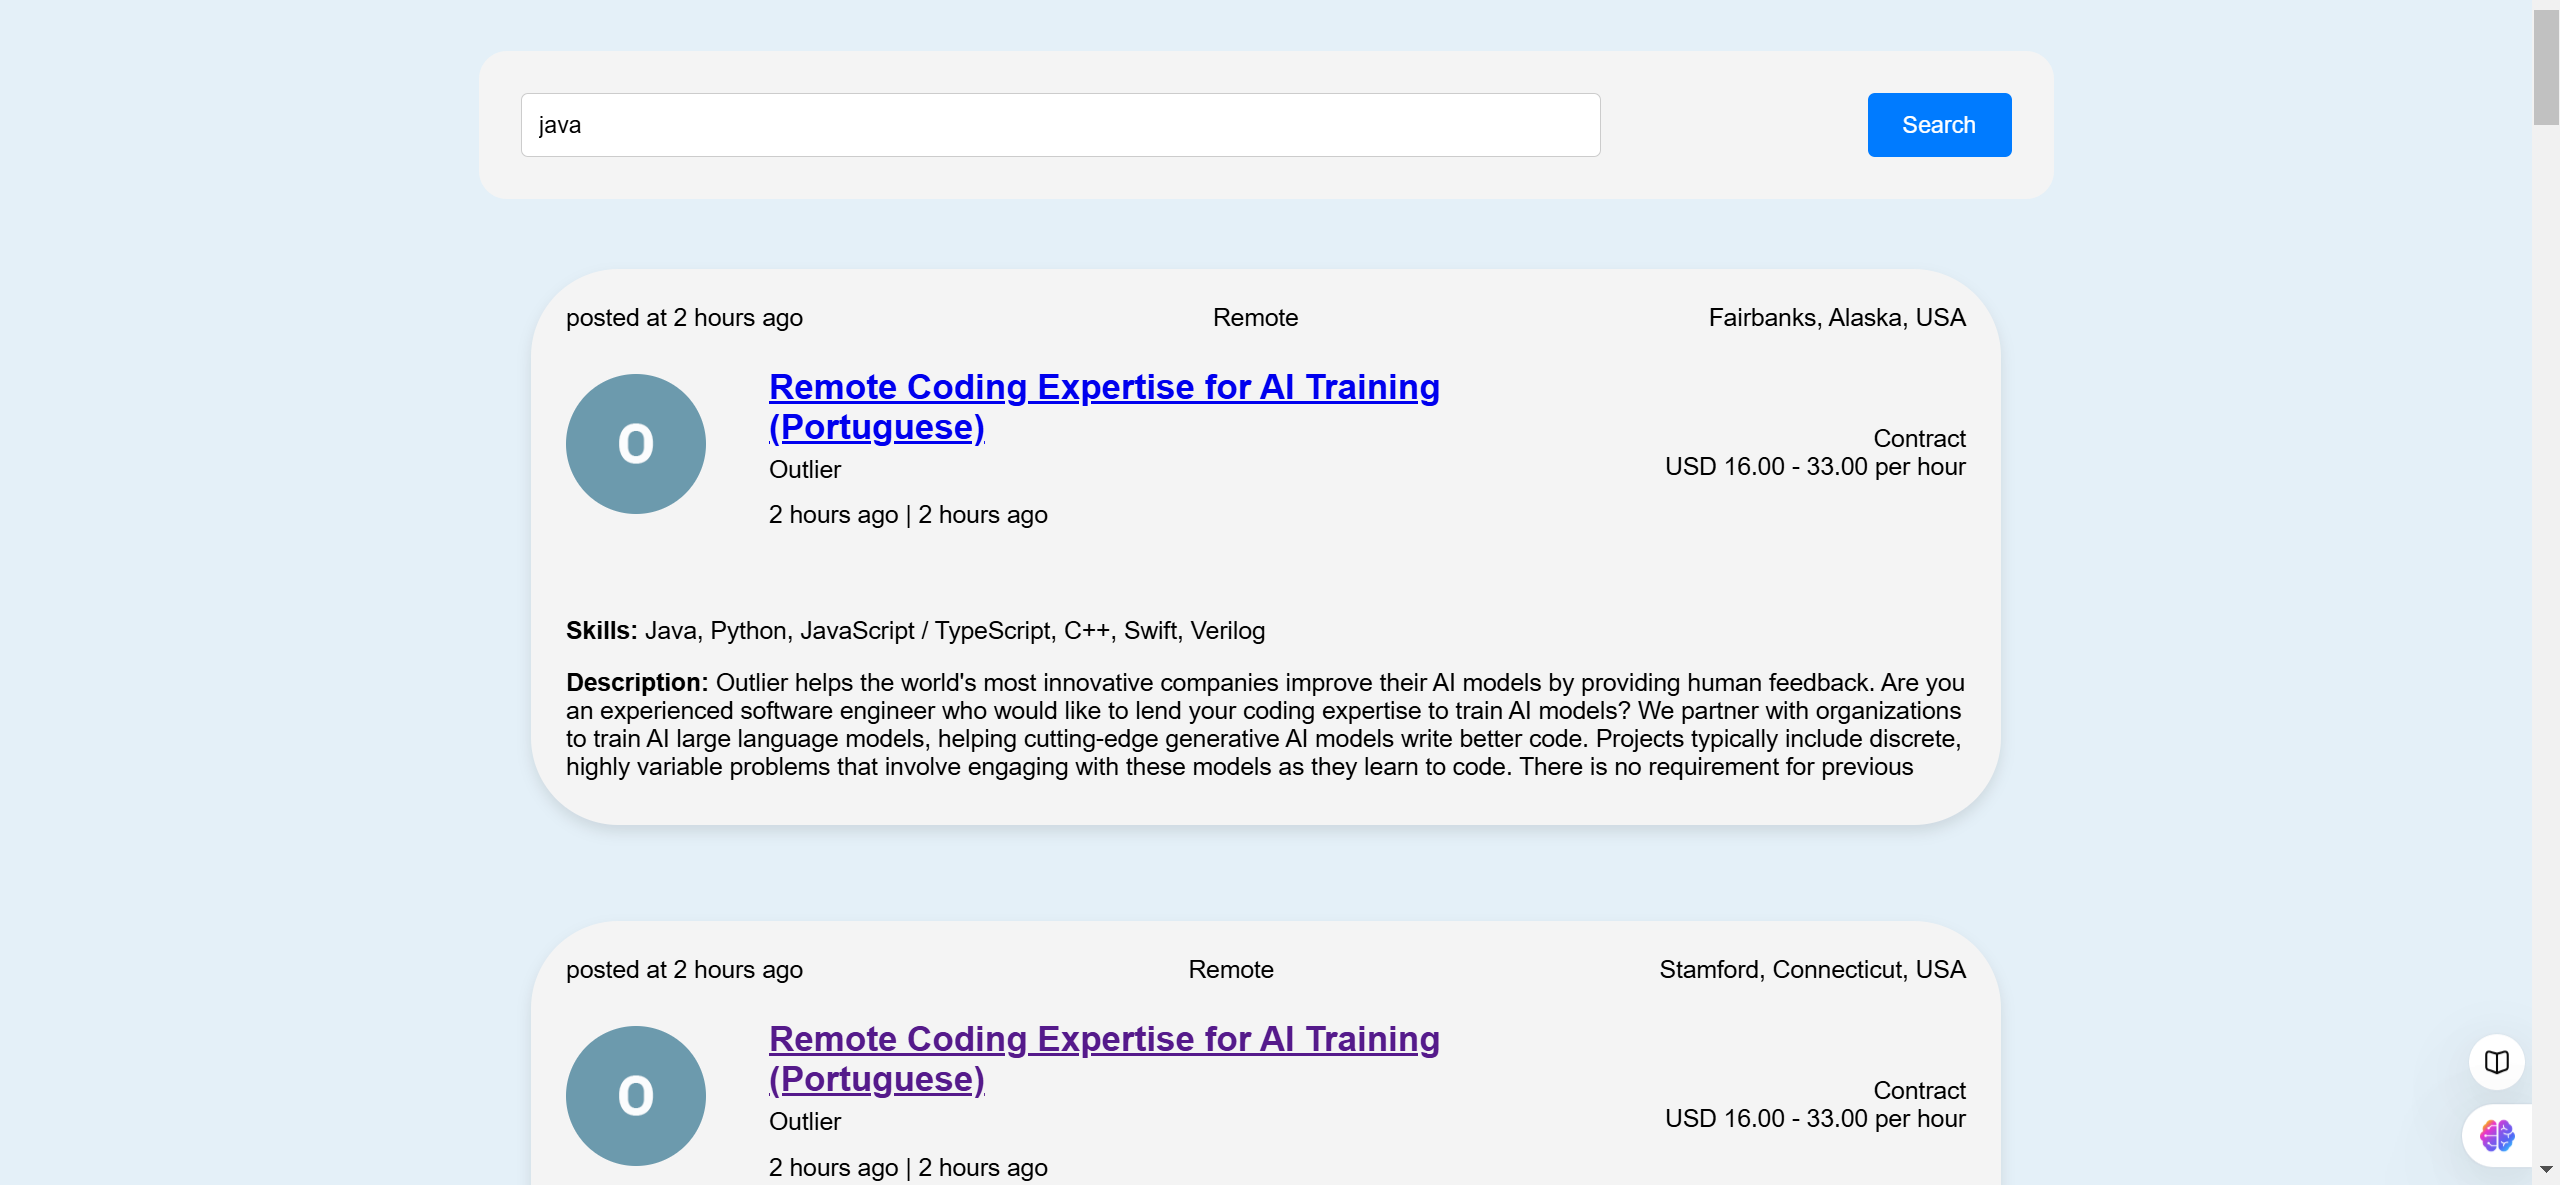 java
Search
posted at 2 hours ago
Remote
Fairbanks, Alaska, USA
O
Remote Coding Expertise for AI Training
(Portuguese)
Outlier
2 hours ago | 2 hours ago
Contract
USD 16.00 - 33.00 per hour
Skills: Java, Python, JavaScript / TypeScript, C++, Swift, Verilog
Description: Outlier helps the world's most innovative companies improve their AI models by providing human feedback. Are you
an experienced software engineer who would like to lend your coding expertise to train AI models? We partner with organizations
to train AI large language models, helping cutting-edge generative AI models write better code. Projects typically include discrete,
highly variable problems that involve engaging with these models as they learn to code. There is no requirement for previous
posted at 2 hours ago
Remote
Stamford, Connecticut, USA
O
Remote Coding Expertise for AI Training
(Portuguese)
Outlier
2 hours ago | 2 hours ago
Contract
USD 16.00 - 33.00 per hour